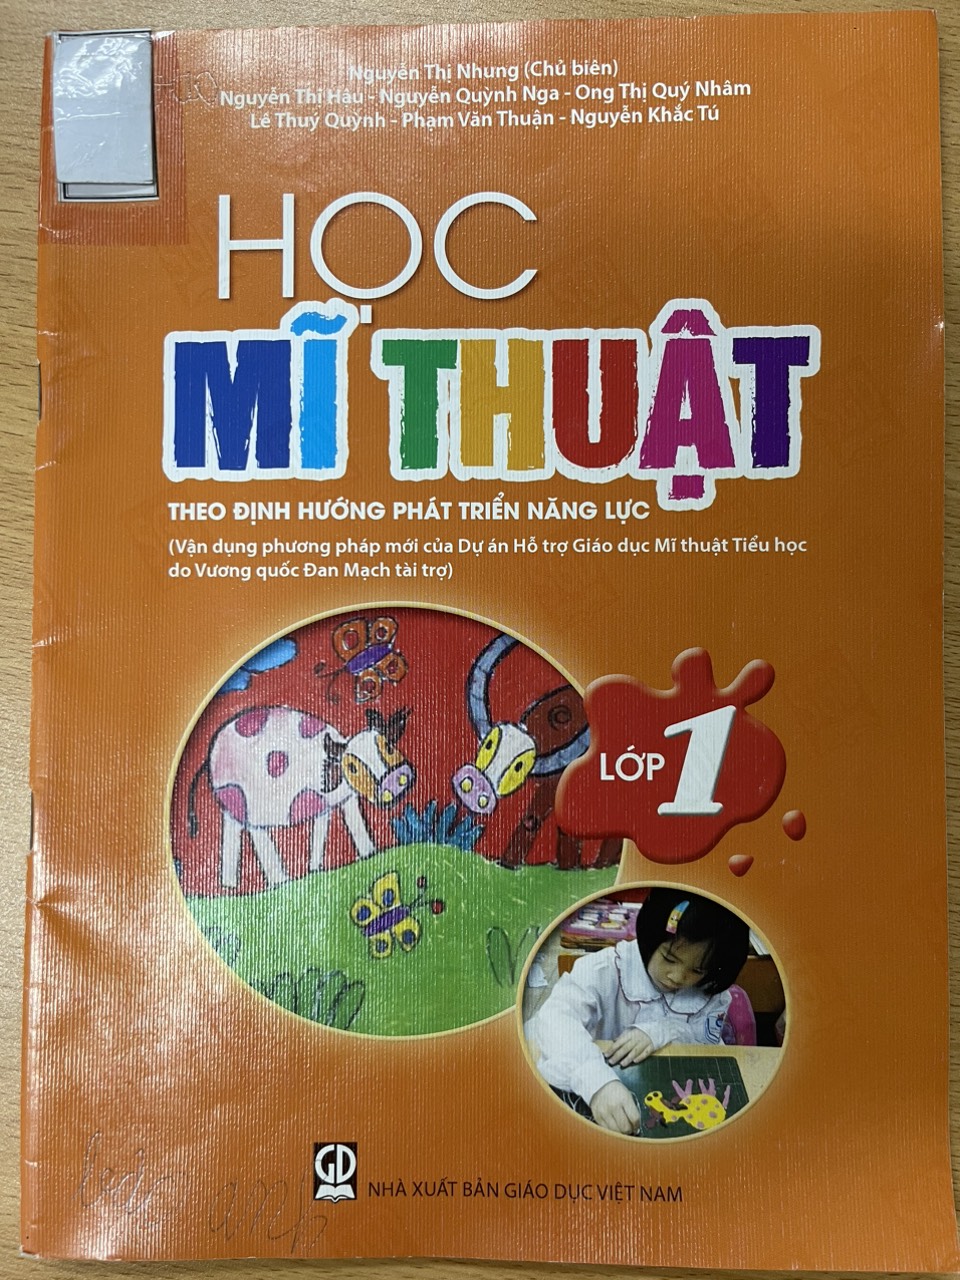 Nguyễn Thị Nhung (Chủ biên)
Nguyễn Thị Hậu - Nguyễn Quỳnh Nga - Ong Thị Quý Nhâm
Lê Thuý Quỳnh - Phạm Văn Thuận - Nguyễn Khắc Tú
HỌC
MĨ THUẬT
THEO ĐỊNH HƯỚNG PHÁT TRIỂN NĂNG LỰC
(Vận dụng phương pháp mới của Dự án Hỗ trợ Giáo dục Mĩ thuật Tiểu học
do Vương quốc Đan Mạch tài trợ)
LỚP 1
GD
NHÀ XUẤT BẢN GIÁO DỤC VIỆT NAM